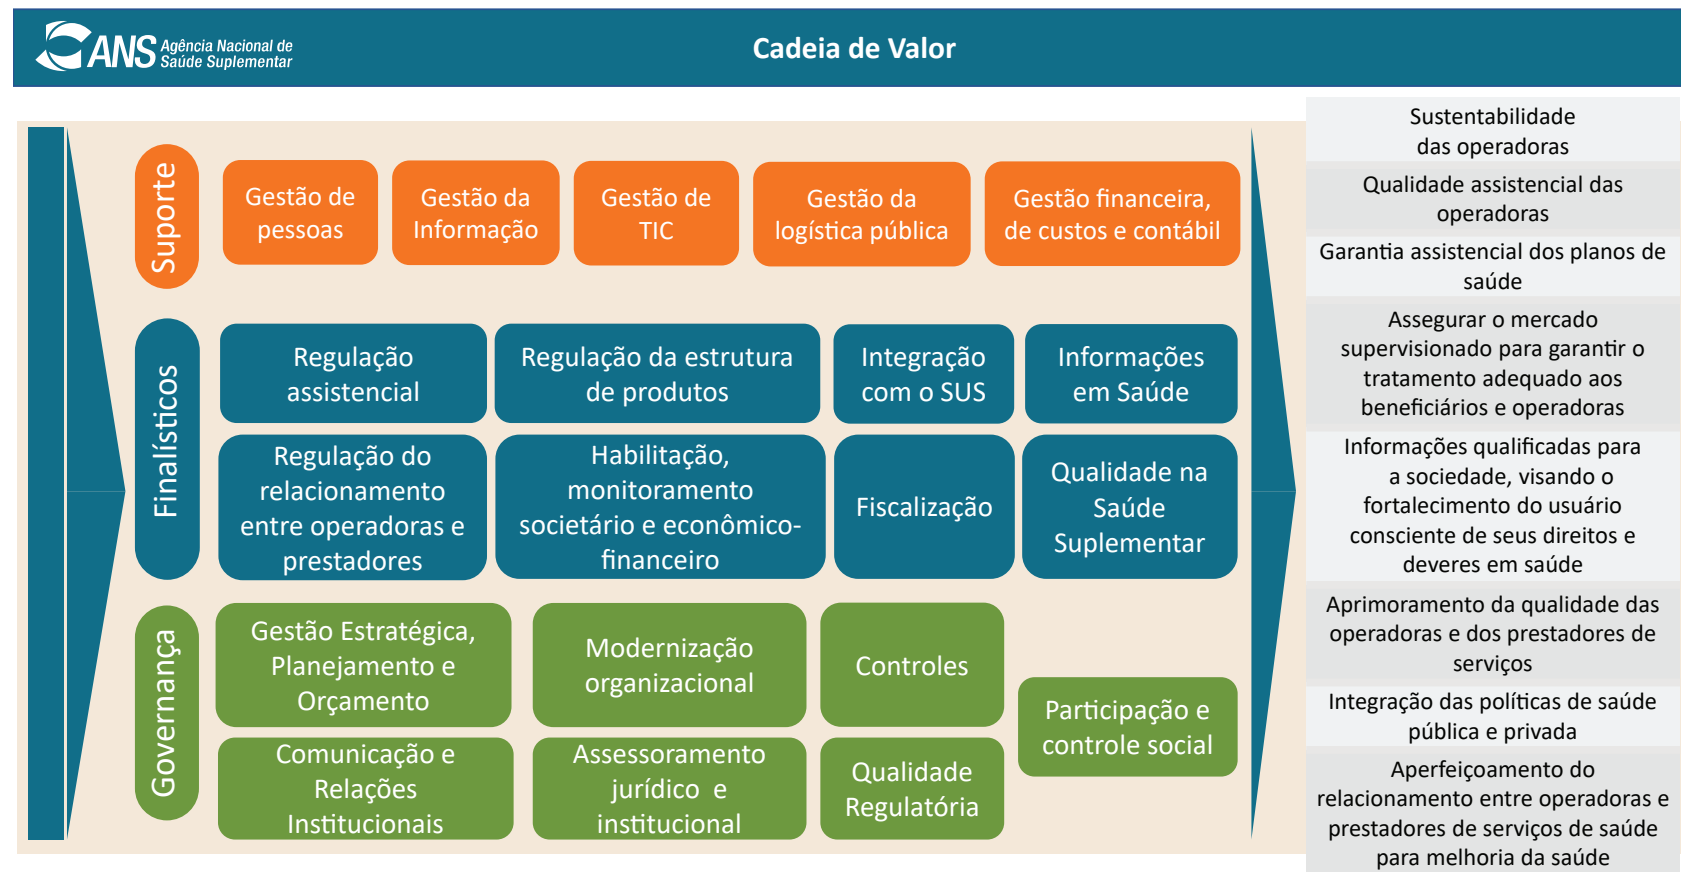 ANS Agência Nacional de
Saúde Suplementar
Cadeia de Valor
Suporte
Gestão de
pessoas
Gestão da
Informação
Gestão de
TIC
Gestão da
logística pública
Gestão financeira,
de custos e contábil
Finalísticos
Regulação
assistencial
Regulação da estrutura
de produtos
Integração
com o SUS
Informações
em Saúde
Regulação do
relacionamento
entre operadoras e
prestadores
Habilitação,
monitoramento
societário e econômico-
financeiro
Fiscalização
Qualidade na
Saúde
Suplementar
Governança
Gestão Estratégica,
Planejamento e
Orçamento
Modernização
organizacional
Controles
Participação e
controle social
Comunicação e
Relações
Institucionais
Assessoramento
jurídico e
institucional
Qualidade
Regulatória
Sustentabilidade
das operadoras
Qualidade assistencial das
operadoras
Garantia assistencial dos planos de
saúde
Assegurar o mercado
supervisionado para garantir o
tratamento adequado aos
beneficiários e operadoras
Informações qualificadas para
a sociedade, visando o
fortalecimento do usuário
consciente de seus direitos e
deveres em saúde
Aprimoramento da qualidade das
operadoras e dos prestadores de
serviços
Integração das políticas de saúde
pública e privada
Aperfeiçoamento do
relacionamento entre operadoras e
prestadores de serviços de saúde
para melhoria da saúde